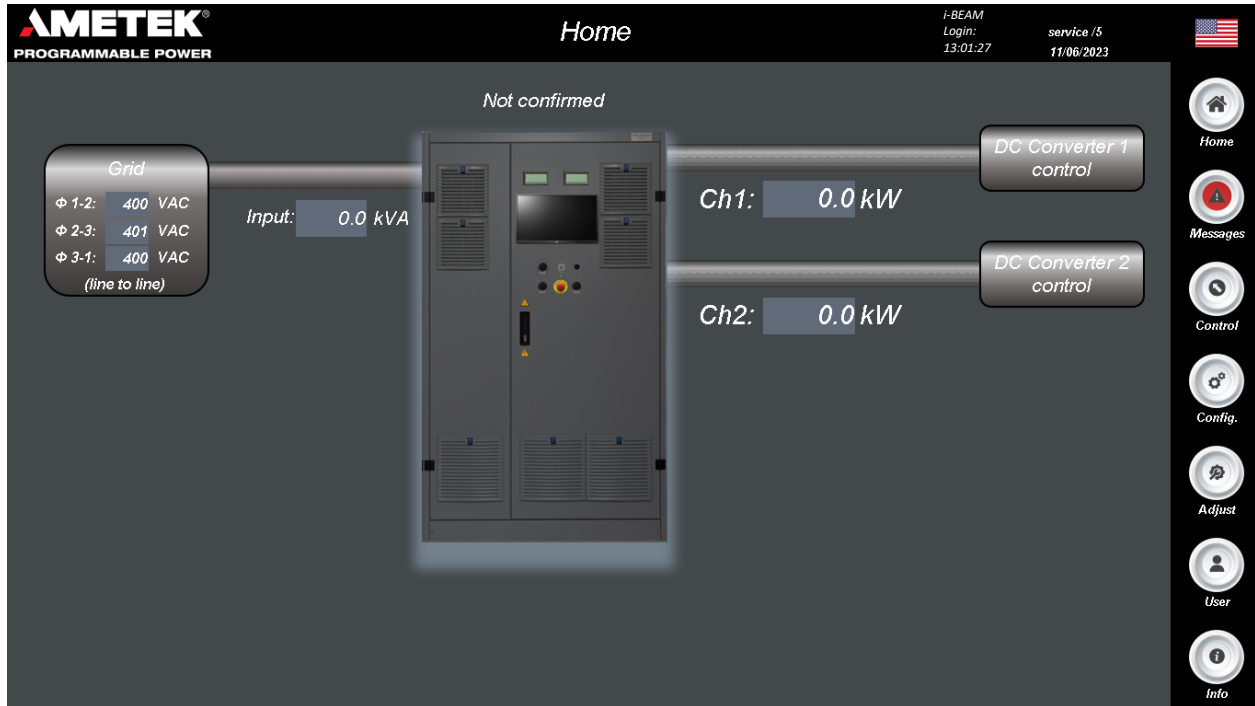 AMETEK®
PROGRAMMABLE POWER
Home
i-BEAM
Login: service /5
13:01:27 11/06/2023
Not confirmed
Grid
Φ 1-2: 400 VAC
Φ 2-3: 401 VAC
Φ 3-1: 400 VAC
(line to line)
Input: 0.0 kVA
Ch1: 0.0 kW
DC Converter 1
control
Ch2: 0.0 kW
DC Converter 2
control
Home
Messages
Control
Config.
Adjust
User
Info